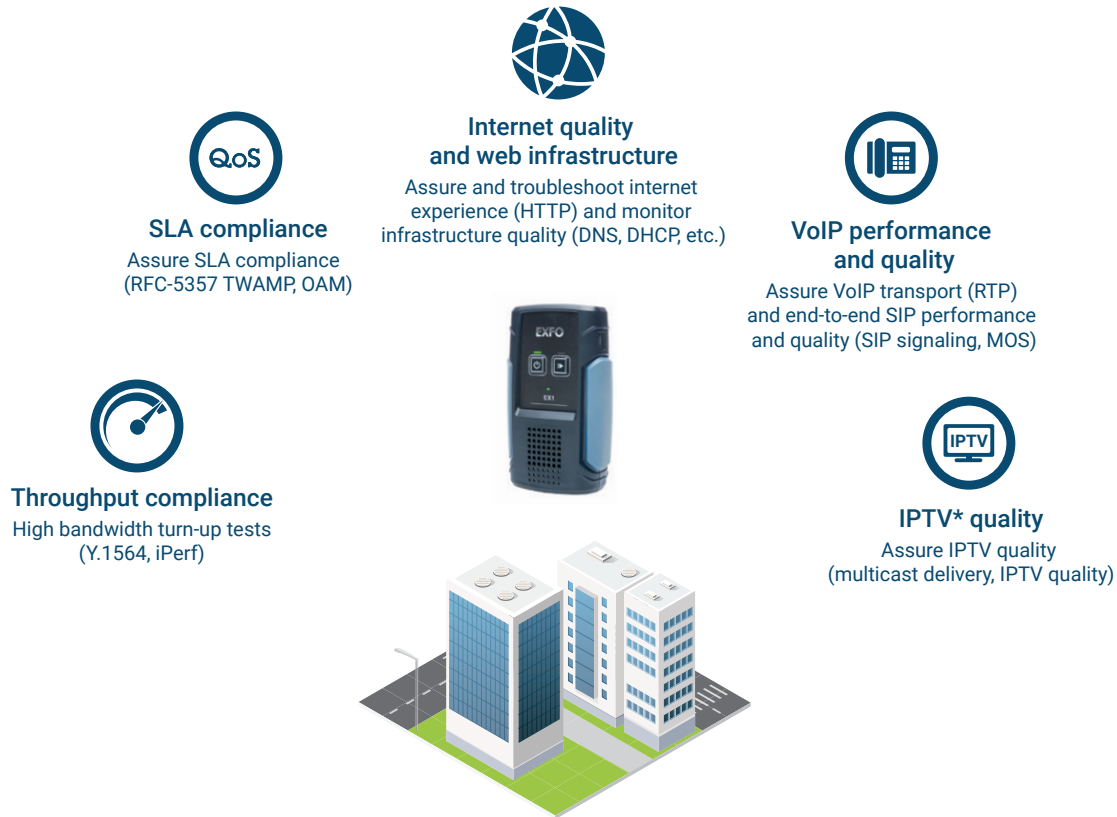 Internet quality
and web infrastructure
Assure and troubleshoot internet
experience (HTTP) and monitor
infrastructure quality (DNS, DHCP, etc.)
QoS
SLA compliance
Assure SLA compliance
(RFC-5357 TWAMP, OAM)
VoIP performance
and quality
Assure VoIP transport (RTP)
and end-to-end SIP performance
and quality (SIP signaling, MOS)
EXFO
EX1
Throughput compliance
High bandwidth turn-up tests
(Y.1564, iPerf)
IPTV
IPTV* quality
Assure IPTV quality
(multicast delivery, IPTV quality)